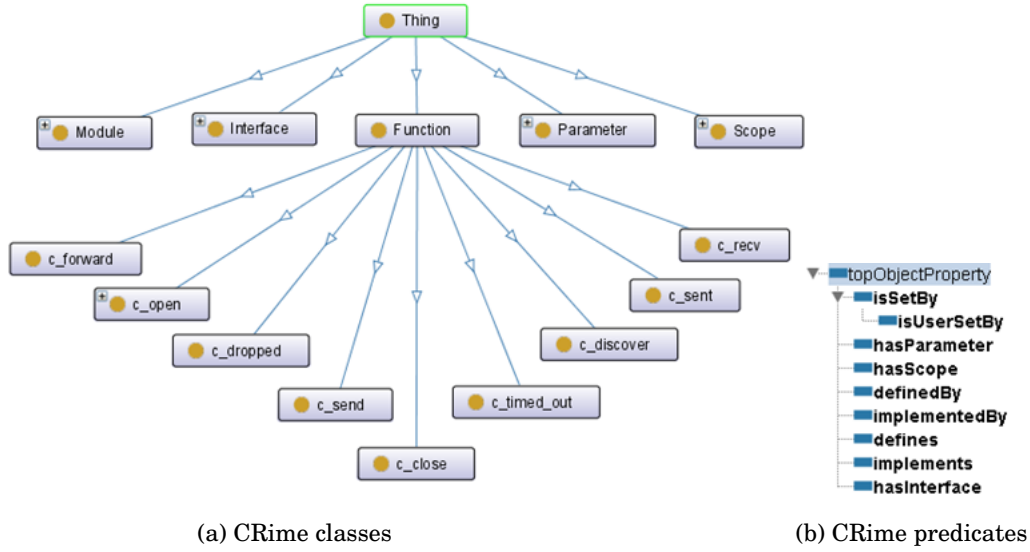 Thing
Module
Interface
Function
Parameter
Scope
c_forward
c_recv
c_open
c_sent
c_dropped
c_discover
c_send
c_timed_out
c_close
topObjectProperty
isSetBy
isUserSetBy
hasParameter
hasScope
definedBy
implementedBy
defines
implements
hasInterface
(a) CRime classes
(b) CRime predicates